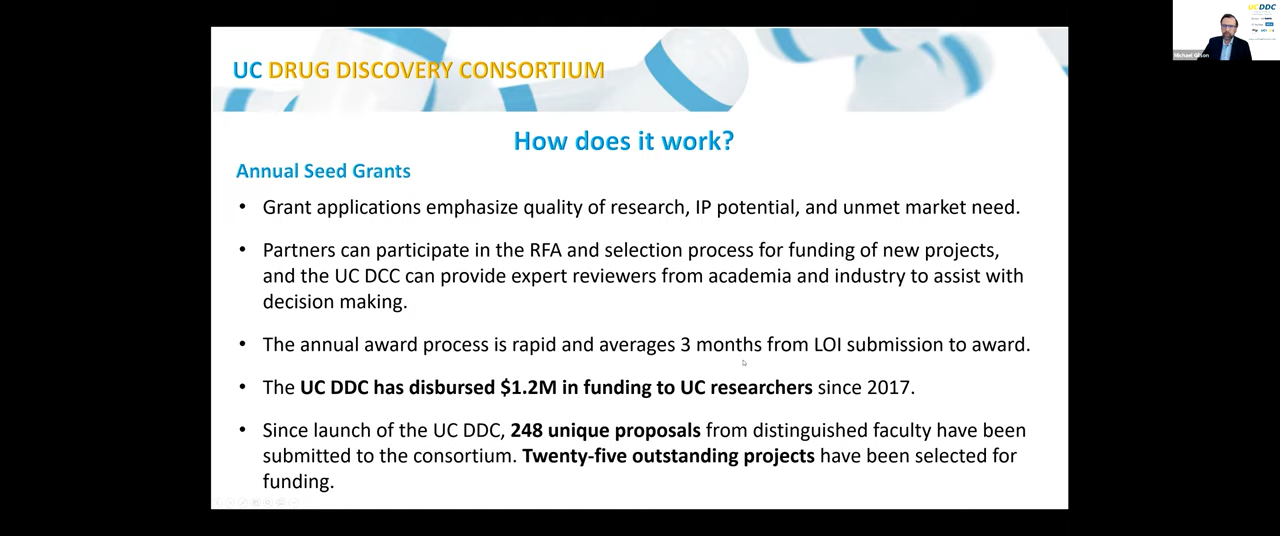 UC DRUG DISCOVERY CONSORTIUM
How does it work?
Annual Seed Grants
• Grant applications emphasize quality of research, IP potential, and unmet market need.
• Partners can participate in the RFA and selection process for funding of new projects,
and the UC DCC can provide expert reviewers from academia and industry to assist with
decision making.
• The annual award process is rapid and averages 3 months from LOI submission to award.
• The UC DDC has disbursed $1.2M in funding to UC researchers since 2017.
• Since launch of the UC DDC, 248 unique proposals from distinguished faculty have been
submitted to the consortium. Twenty-five outstanding projects have been selected for
funding.
UCDDC
Michael Gilson